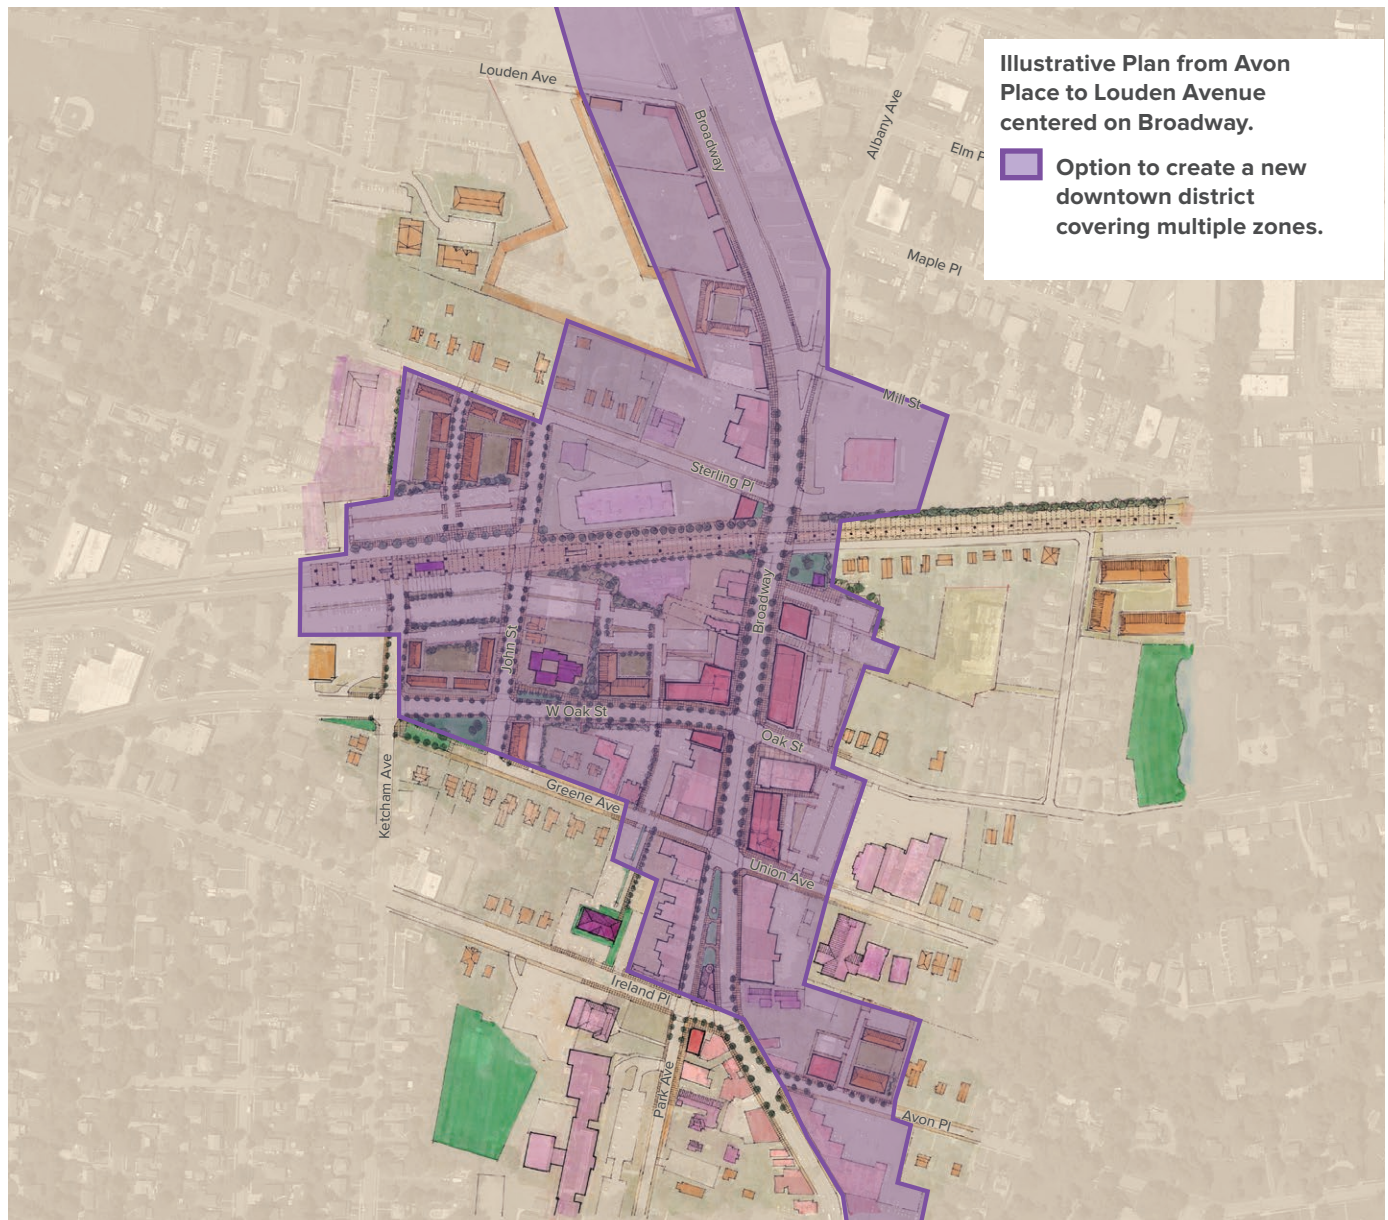 Illustrative Plan from Avon
Place to Louden Avenue
centered on Broadway.
Option to create a new
downtown district
covering multiple zones.
Louden Ave
Broadway
Albany Ave
Elm P
Maple Pl
Mill St
Sterling Pl
Broadway
John St
W Oak St
Oak St
Ketcham Ave
Greene Ave
Union Ave
Ireland Pl
Park Ave
Avon Pl